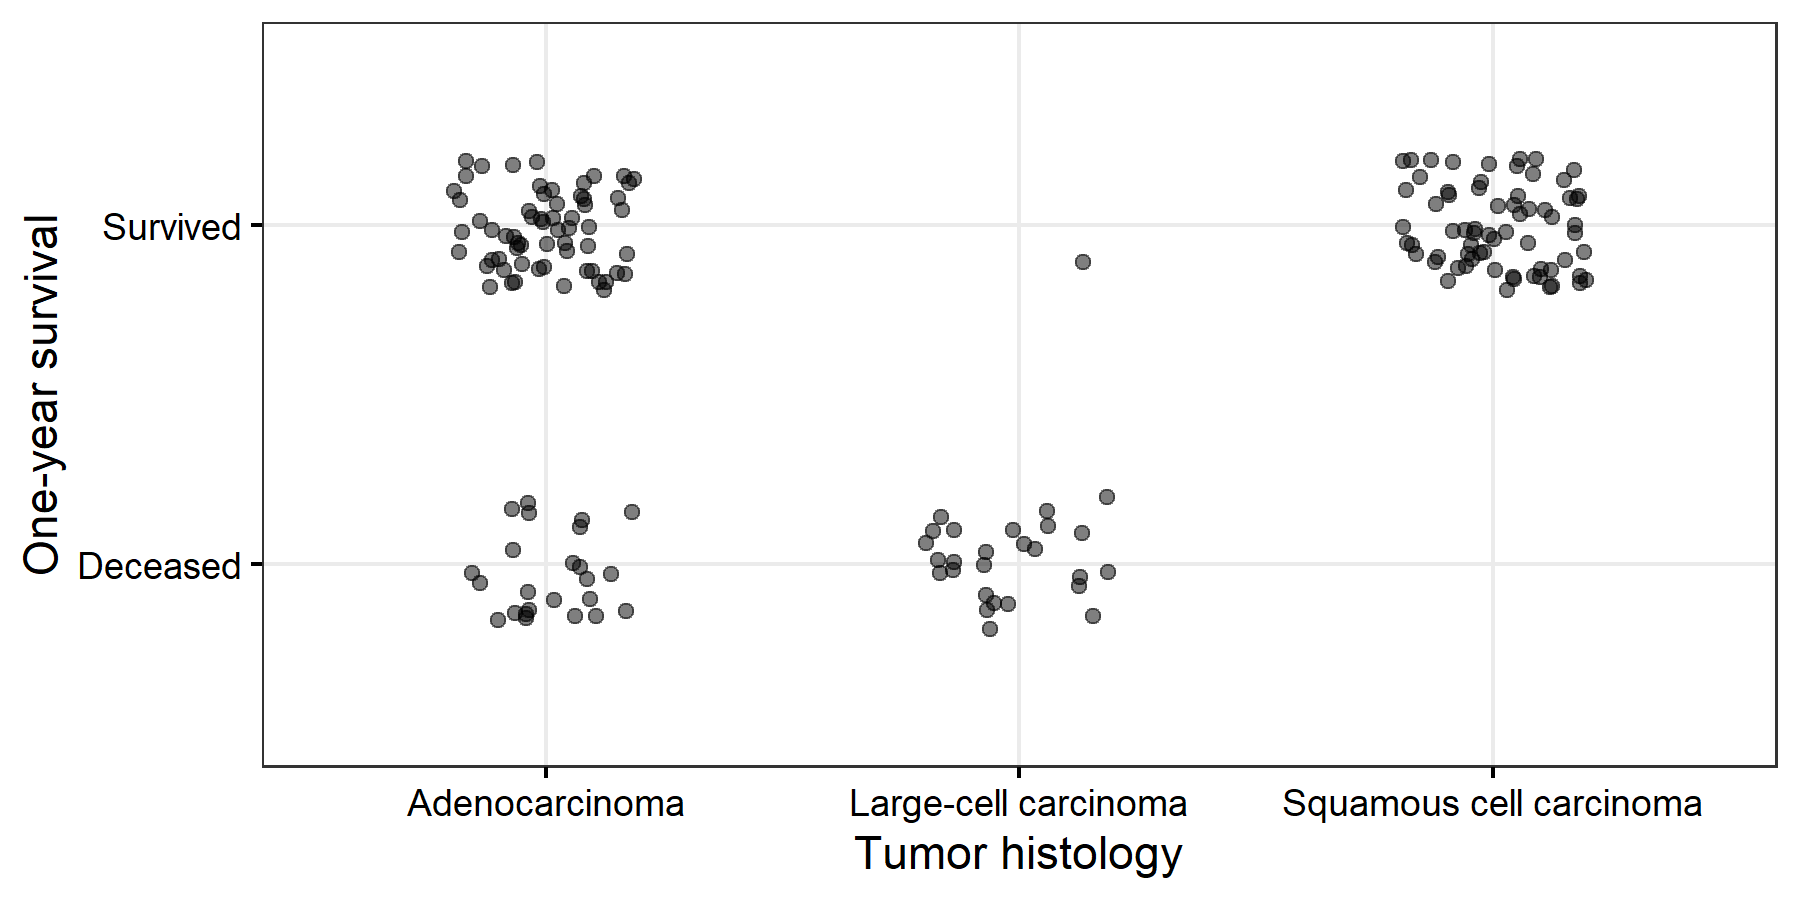 One-year survival
Survived
Deceased
Adenocarcinoma
Large-cell carcinoma
Squamous cell carcinoma
Tumor histology